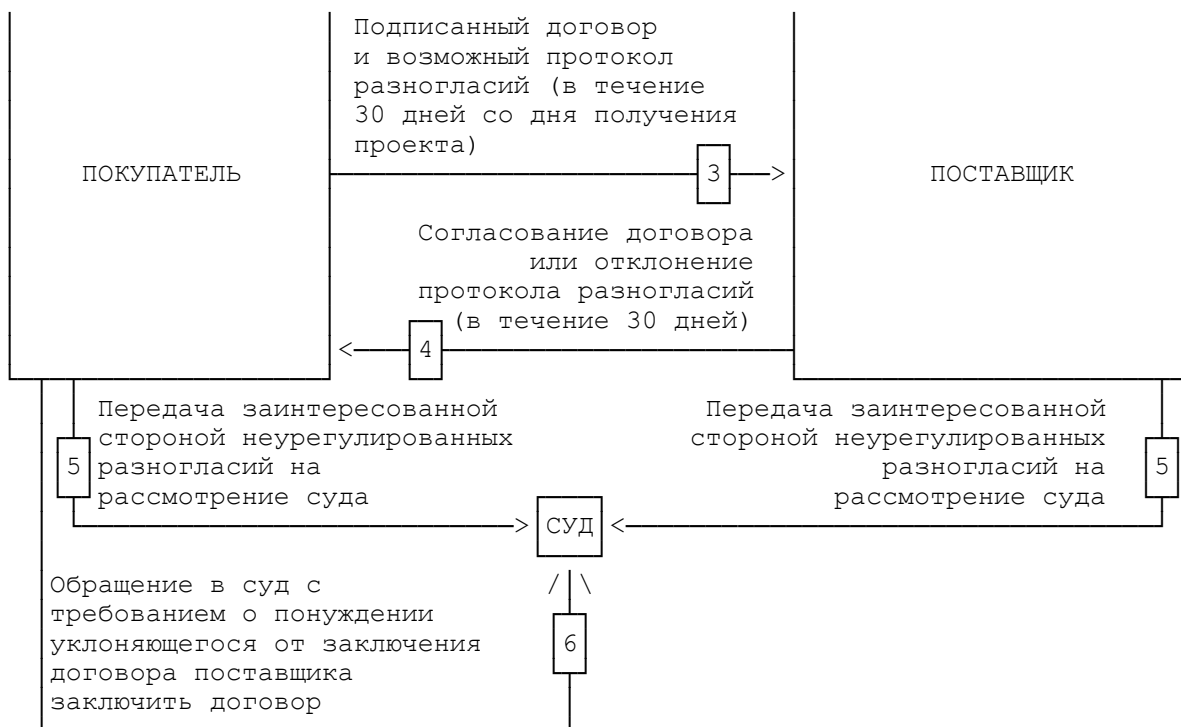 Подписанный договор
и возможный протокол
разногласий (в течение
30 дней со дня получения
проекта)
ПОКУПАТЕЛЬ
3
ПОСТАВЩИК
Согласование договора
или отклонение
протокола разногласий
(в течение 30 дней)
4
Передача заинтересованной
стороной неурегулированных
5 разногласий на
рассмотрение суда
Передача заинтересованной
стороной неурегулированных
разногласий на 5
рассмотрение суда
СУД
Обращение в суд с
требованием о понуждении
уклоняющегося от заключения
договора поставщика
заключить договор
6